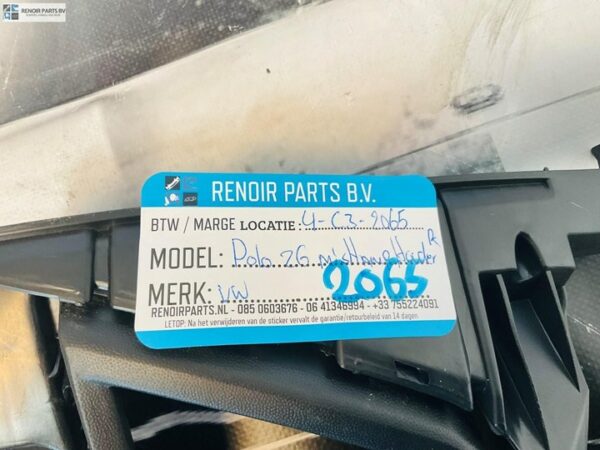 RENOIR PARTS BV
RENOIR PARTS B.V.
BTW / MARGE LOCATIE: 4-C3-2065
MODEL: Polo 2G
MERK: VW 2065
RENOIRPARTS.NL - 085 0603676 - 06 41346994 - +33 755224091
LETOP: Na het verwijderen van de sticker vervalt de garantie/retourbeleid van 14 dagen.